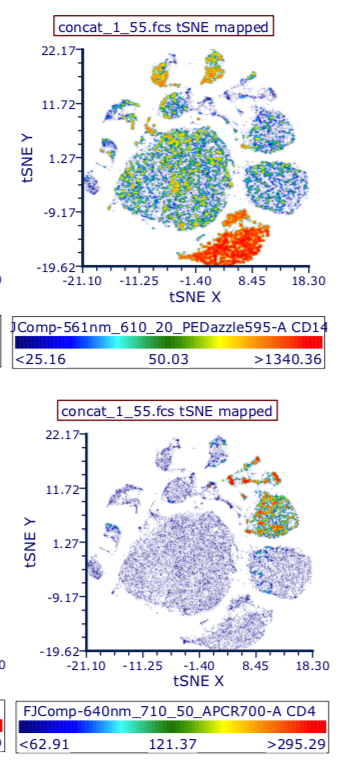 concat_1_55.fcs tSNE mapped
22.17
11.72
1.27
-9.17
-19.62
tSNE Y
-21.10 -11.25 -1.40 8.45 18.30
tSNE X
JComp-561nm_610_20_PEDazzle595-A CD14
<25.16 50.03 >1340.36
concat_1_55.fcs tSNE mapped
22.17
11.72
1.27
-9.17
-19.62
tSNE Y
0 -21.10 -11.25 -1.40 8.45 18.30
tSNE X
FJComp-640nm_710_50_APCR700-A CD4
<62.91 121.37 >295.29